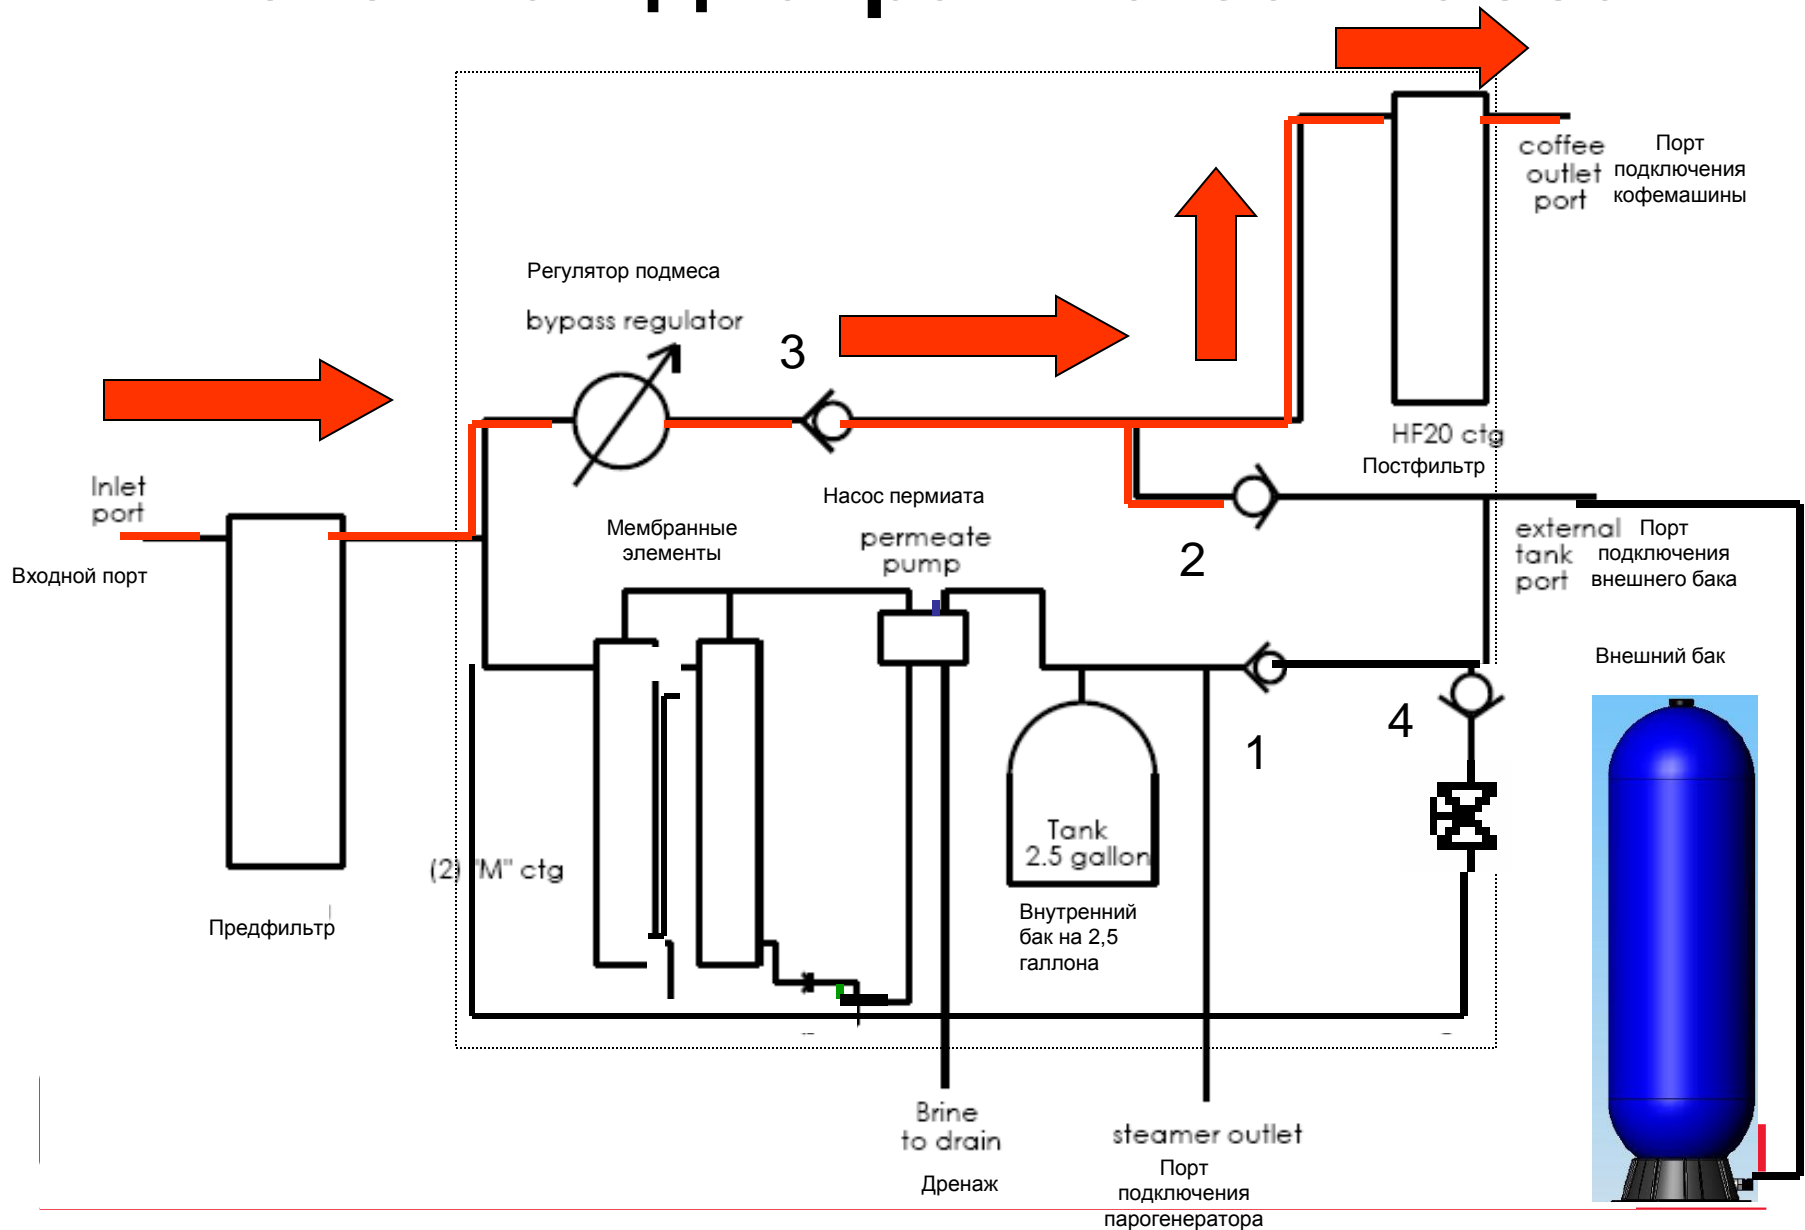 coffee
outlet
port
Порт
подключения
кофемашины
Регулятор подмеса
bypass regulator
3
HF20 ctg
Постфильтр
Inlet
port
Входной порт
Насос пермиата
permeate
pump
Мембранные
элементы
2
external
tank
port
Порт
подключения
внешнего бака
Внешний бак
4
1
Tank
2.5 gallon
(2) "M" ctg
Внутренний
бак на 2,5
галлона
Предфильтр
Brine
to drain
Дренаж
steamer outlet
Порт
подключения
парогенератора